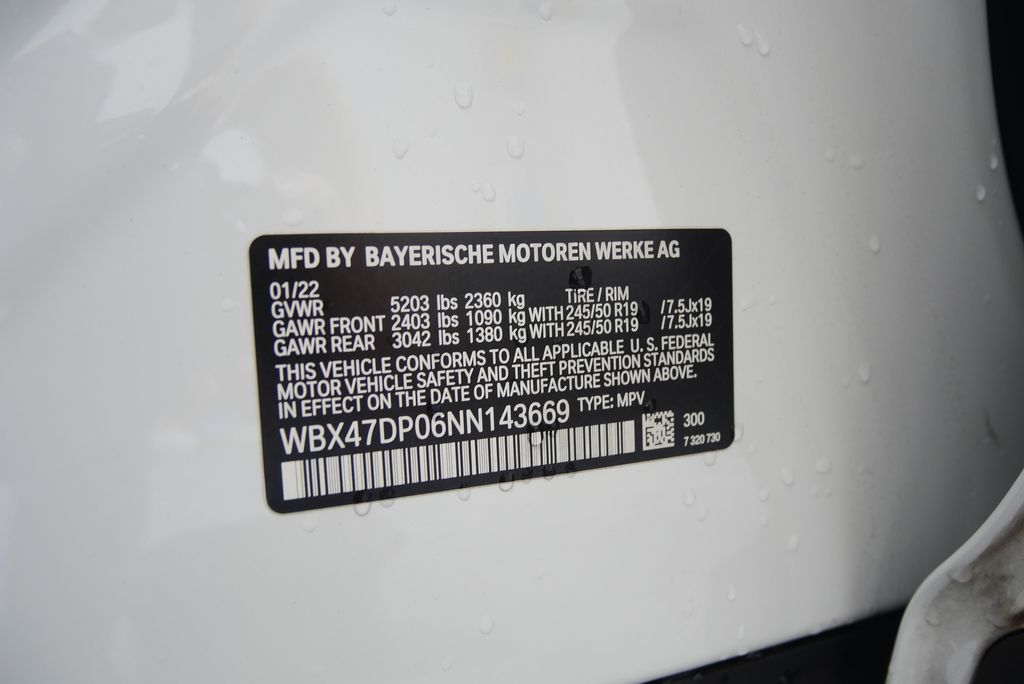 MFD BY BAYERISCHE MOTOREN WERKE AG
01/22 TIRE / RIM
GVWR 5203 lbs 2360 kg
GAWR FRONT 2403 lbs 1090 kg WITH 245/50 R19 /7.5Jx19
GAWR REAR 3042 lbs 1380 kg WITH 245/50 R19 /7.5Jx19
THIS VEHICLE CONFORMS TO ALL APPLICABLE U. S. FEDERAL
MOTOR VEHICLE SAFETY AND THEFT PREVENTION STANDARDS
IN EFFECT ON THE DATE OF MANUFACTURE SHOWN ABOVE.
WBX47DP06NN143669 TYPE: MPV
300
7 320 730